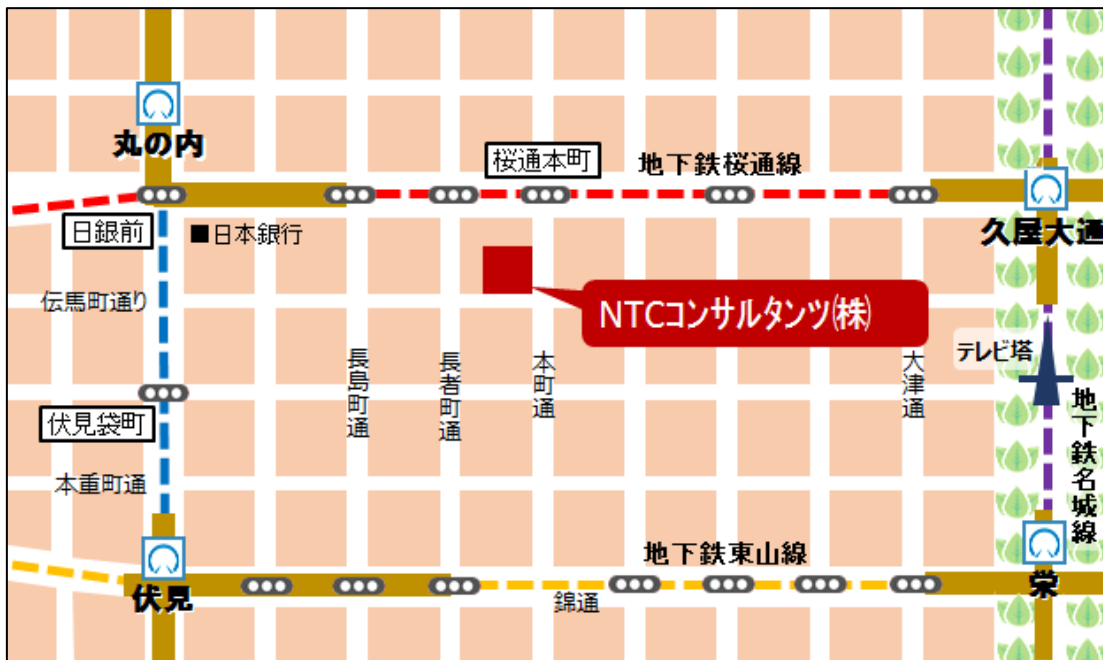 丸の内
桜通本町
地下鉄桜通線
日銀前
■日本銀行
久屋大通
伝馬町通り
NTCコンサルタンツ㈱
テレビ塔
長島町通
長者町通
本町通
大津通
伏見袋町
地下鉄名城線
本重町通
地下鉄東山線
伏見
錦通
栄